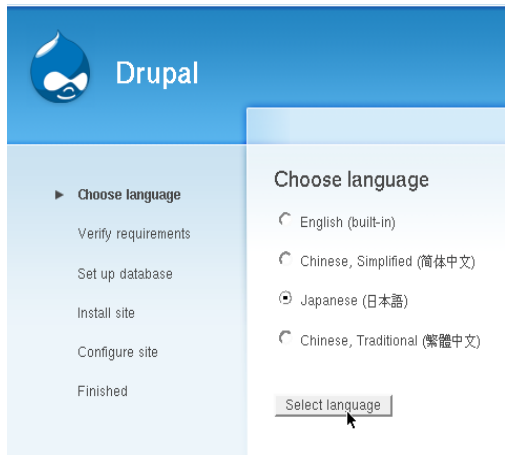 Drupal
Choose language
Verify requirements
Set up database
Install site
Configure site
Finished
Choose language
English (built-in)
Chinese, Simplified (简体中文)
Japanese (日本語)
Chinese, Traditional (繁體中文)
Select language